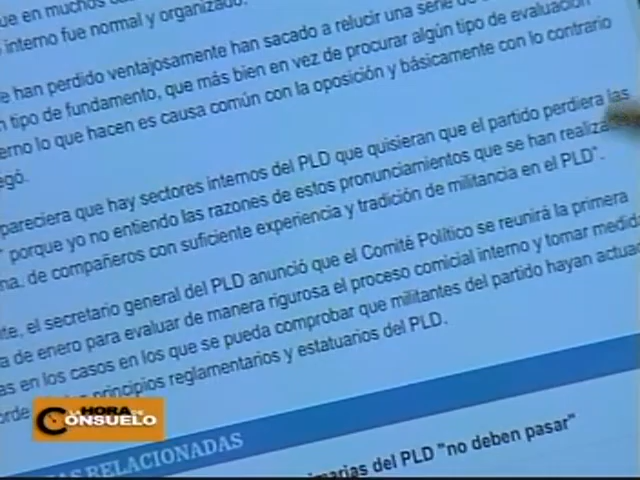 ue en muchos
interno fue normal y organizado.
e han perdido ventajosamente han sacado a relucir una serie de
tipo de fundamento, que más bien en vez de procurar algún tipo de evaluación
erno lo que hacen es causa común con la oposición y básicamente con lo contrario
egó.
pareciera que hay sectores internos del PLD que quisieran que el partido perdiera las
" porque yo no entiendo las razones de estos pronunciamientos que se han realiza
na, de compañeros con suficiente experiencia y tradición de militancia en el PLD".
te, el secretario general del PLD anunció que el Comité Político se reunirá la primera
a de enero para evaluar de manera rigurosa el proceso comicial interno y tomar medid
as en los casos en los que se pueda comprobar que militantes del partido hayan actua
orde principios reglamentarios y estatuarios del PLD.
LA HORA DE CONSUELO
AS RELACIONADAS
marias del PLD "no deben pasar"